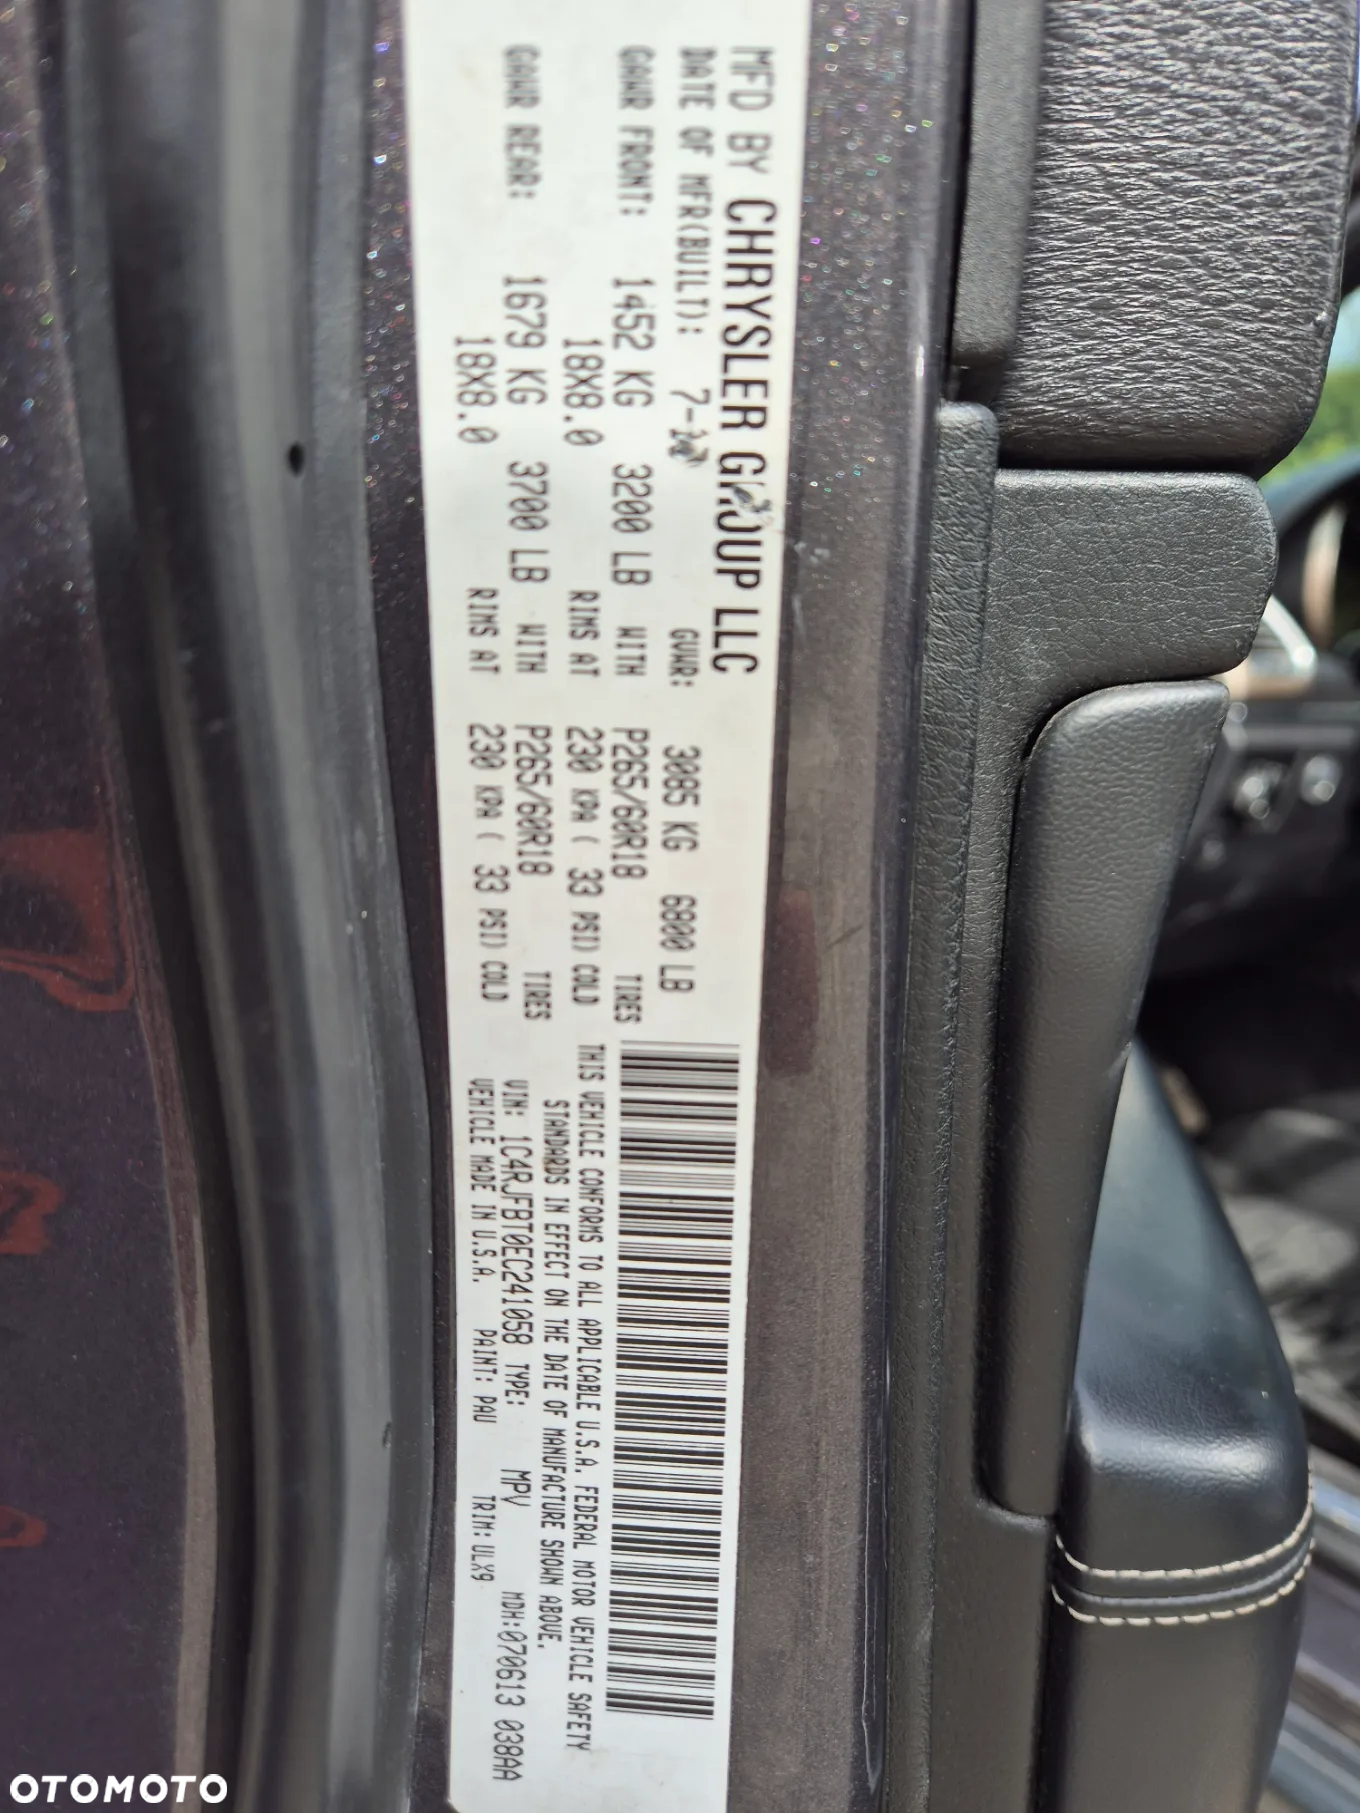 MFD BY CHRYSLER GROUP LLC
DATE OF MFR(BUILT): 7- GVWR: 3085 KG 6800 LB
GAWR FRONT: 1452 KG 3200 LB WITH P265/60R18 TIRES
18X8.0 RIMS AT 230 KPA ( 33 PSI) COLD
GAWR REAR: 1679 KG 3700 LB WITH P265/60R18 TIRES
18X8.0 RIMS AT 230 KPA ( 33 PSI) COLD
THIS VEHICLE CONFORMS TO ALL APPLICABLE U.S.A. FEDERAL MOTOR VEHICLE SAFETY
STANDARDS IN EFFECT ON THE DATE OF MANUFACTURE SHOWN ABOVE.
VIN: 1C4RJFBT0EC241058 TYPE: MPV MDH:070613 038AA
VEHICLE MADE IN U.S.A. PAINT: PAU TRIM: ULX9
OTOMOTO